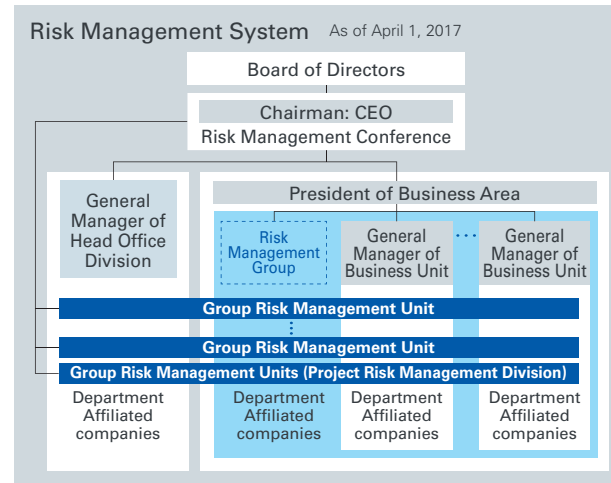 Risk Management System As of April 1, 2017
Board of Directors
Chairman: CEO
Risk Management Conference
General
Manager of
Head Office
Division
President of Business Area
Risk
Management
Group
General
Manager of
Business Unit
...
General
Manager of
Business Unit
Group Risk Management Unit
Group Risk Management Unit
Group Risk Management Units (Project Risk Management Division)
Department
Affiliated
companies
Department
Affiliated
companies
Department
Affiliated
companies
Department
Affiliated
companies